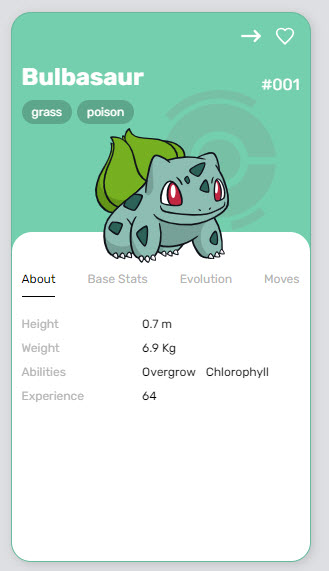 Bulbasaur
#001
grass poison
About Base Stats Evolution Moves
Height 0.7 m
Weight 6.9 Kg
Abilities Overgrow Chlorophyll
Experience 64